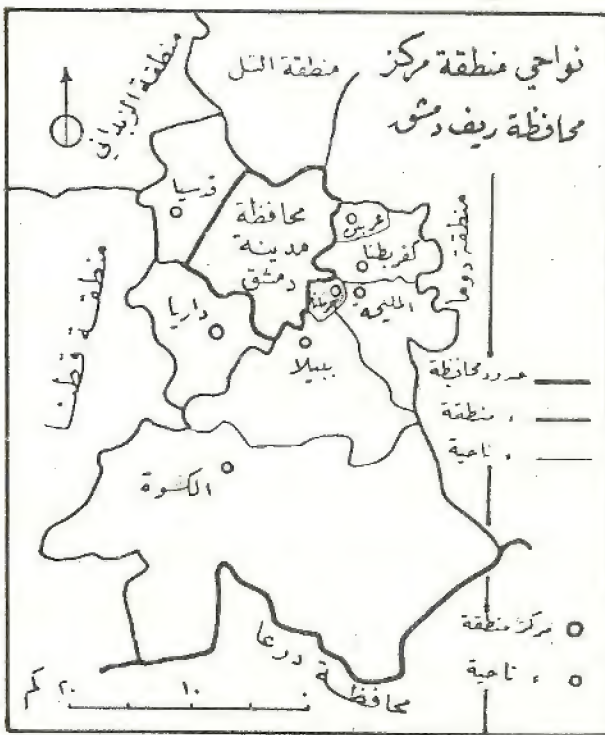 نواحي منطقة مركز
محافظة ريف دمشق
منطقة التل
منطقة الزبداني
قدسيا
محافظة
مدينة
دمشق
عربين
كفربطنا
المليحة
جرمانا
منطقة دوما
منطقة قطنا
داريا
ببيلا
الكسوة
حدود محافظة
، منطقة
، ناحية
مركز منطقة
، ناحية
محافظة درعا
٢٠ ١٠ كم